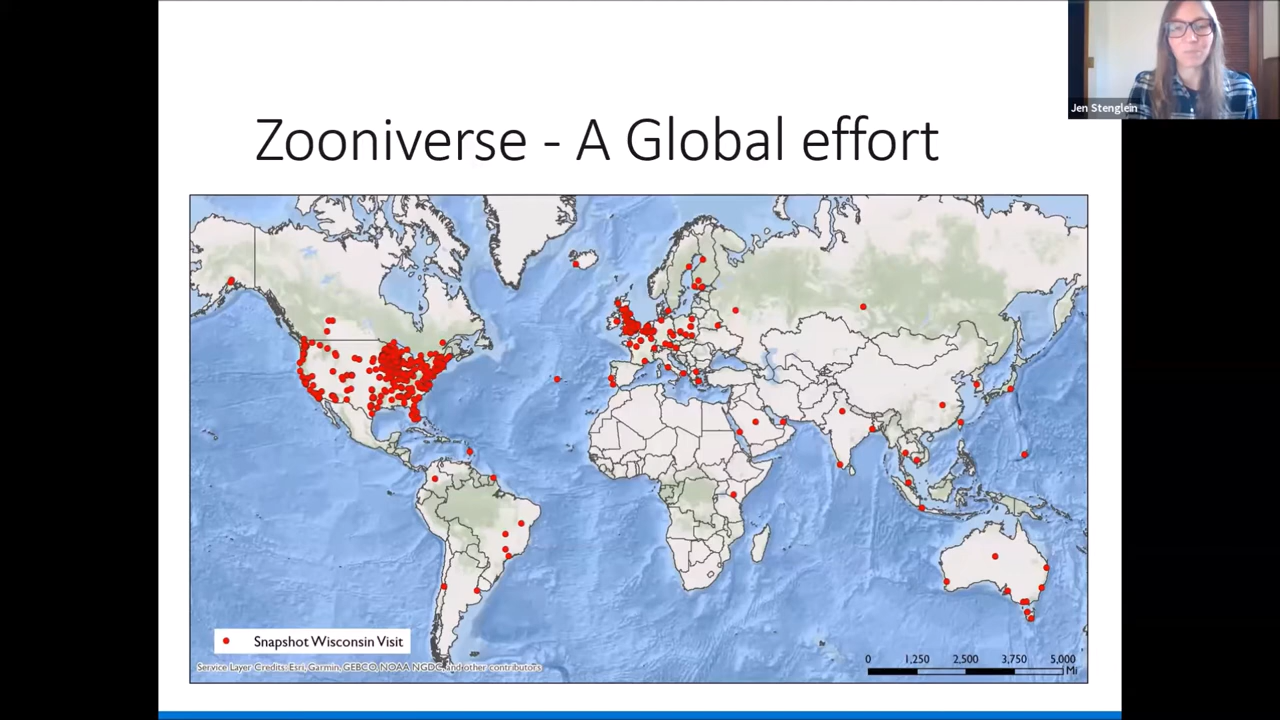 Jen Stenglein
Zooniverse - A Global effort
Snapshot Wisconsin Visit
Service Layer Credits: Esri, Garmin, GEBCO, NOAA NGDC, and other contributors
0 1,250 2,500 3,750 5,000
Mi